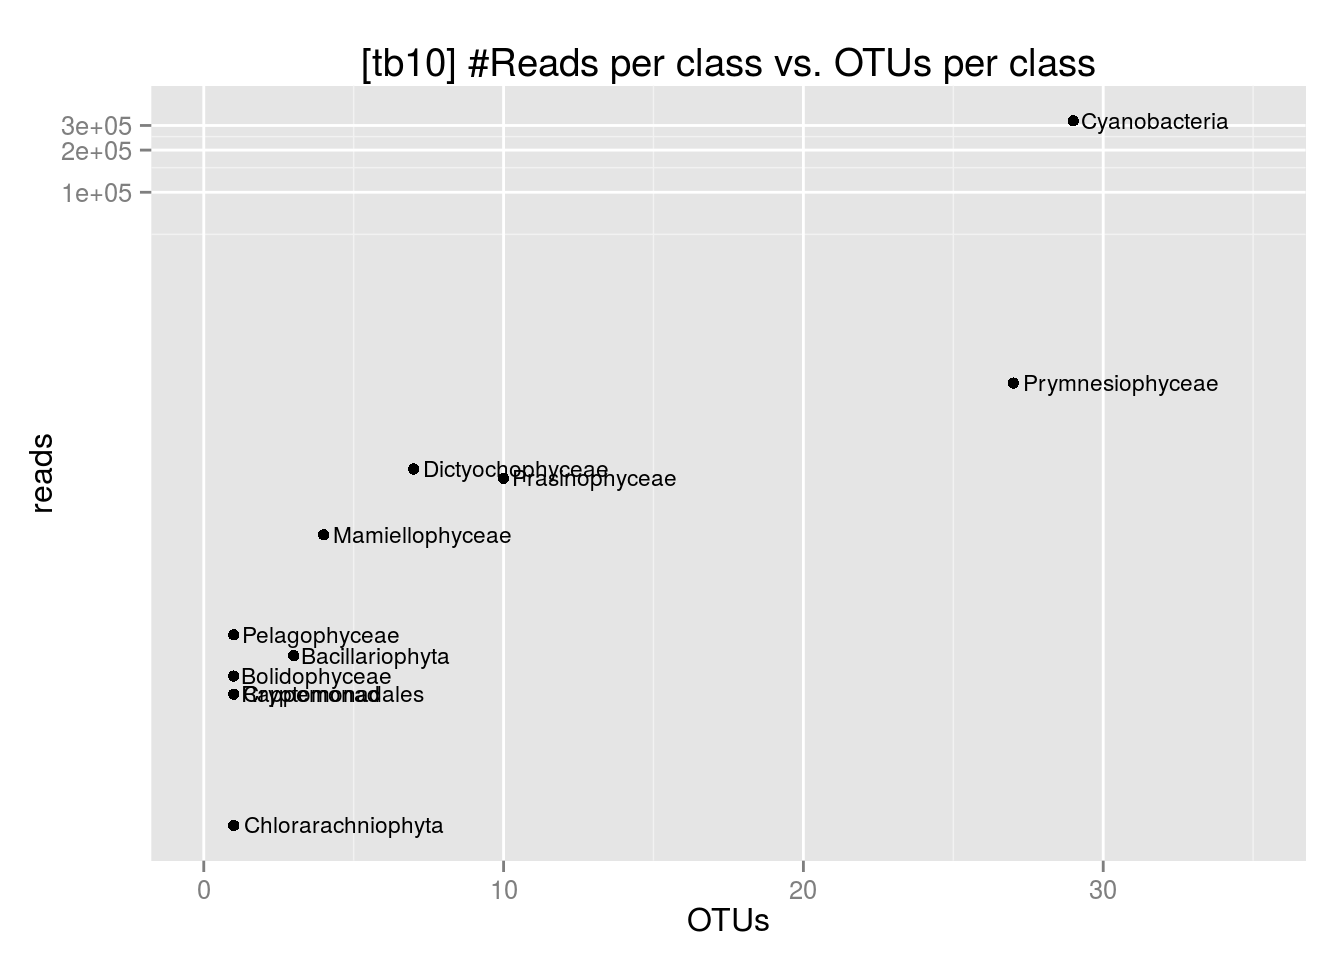 [tb10] #Reads per class vs. OTUs per class
3e+05
2e+05
1e+05
reads
Cyanobacteria
Prymnesiophyceae
Dictyochophyceae
Prasinophyceae
Mamiellophyceae
Pelagophyceae
Bacillariophyta
Bolidophyceae
Chlorarachniophyta
0 10 20 30
OTUs